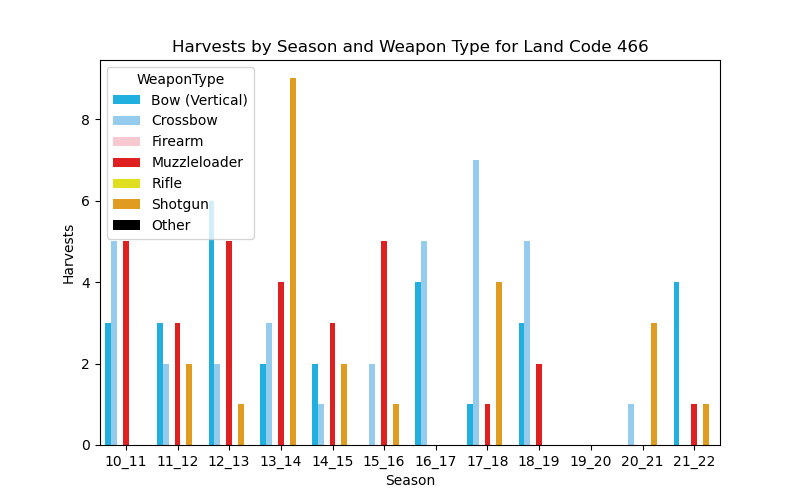 Harvests by Season and Weapon Type for Land Code 466
WeaponType
Bow (Vertical)
Crossbow
Firearm
Muzzleloader
Rifle
Shotgun
Other
8
6
4
2
0
Harvests
10_11 11_12 12_13 13_14 14_15 15_16 16_17 17_18 18_19 19_20 20_21 21_22
Season